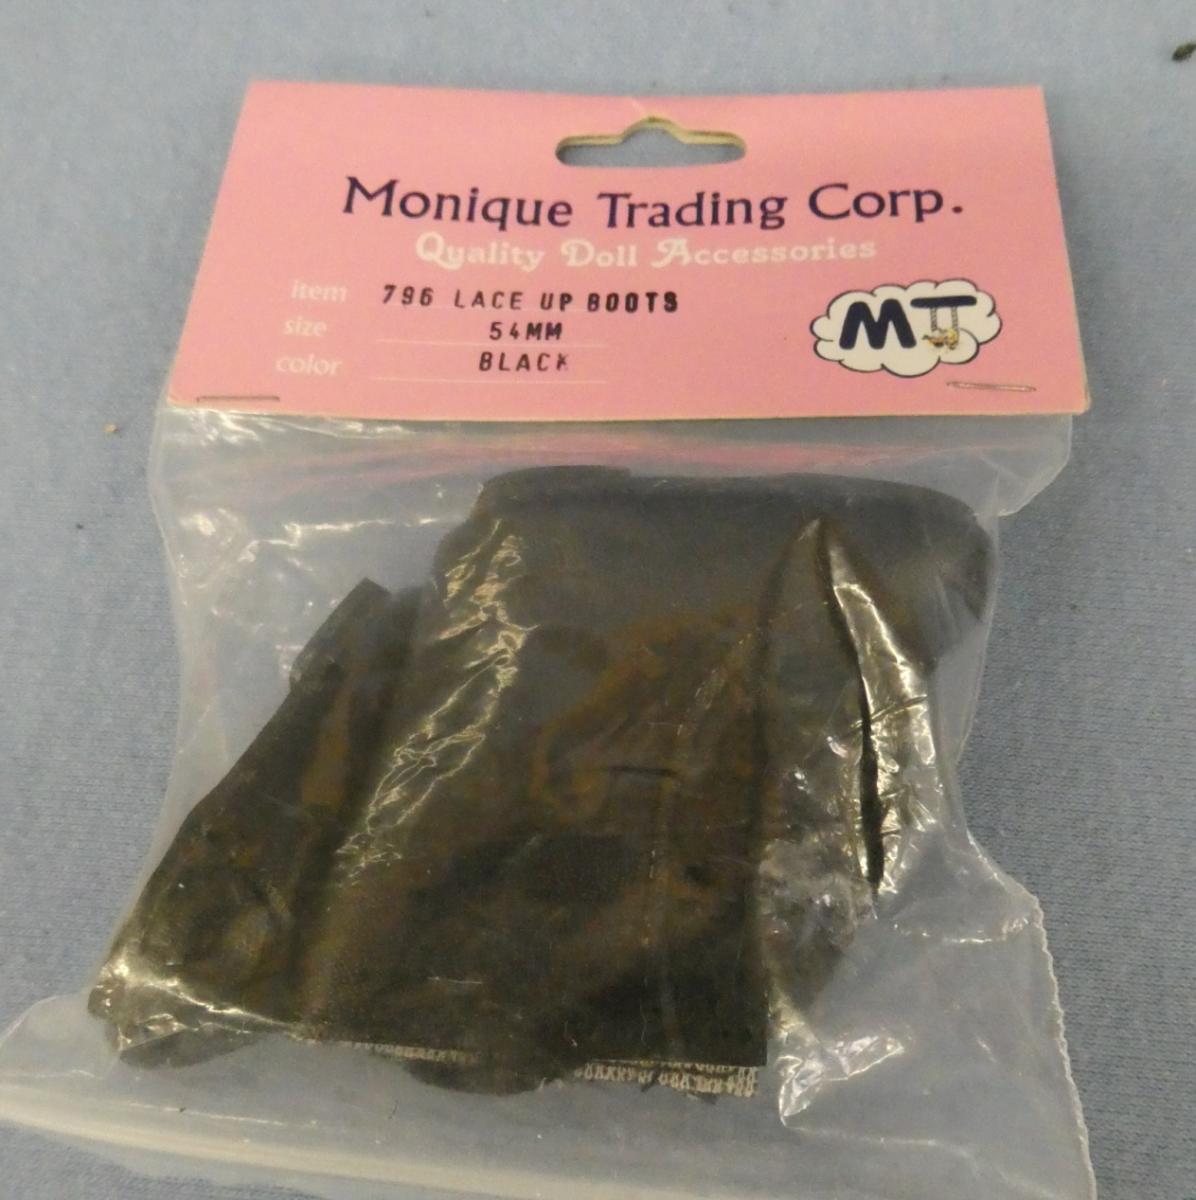 Monique Trading Corp.
Quality Doll Accessories
item 796 LACE UP BOOTS
size 54MM
color BLACK
MT